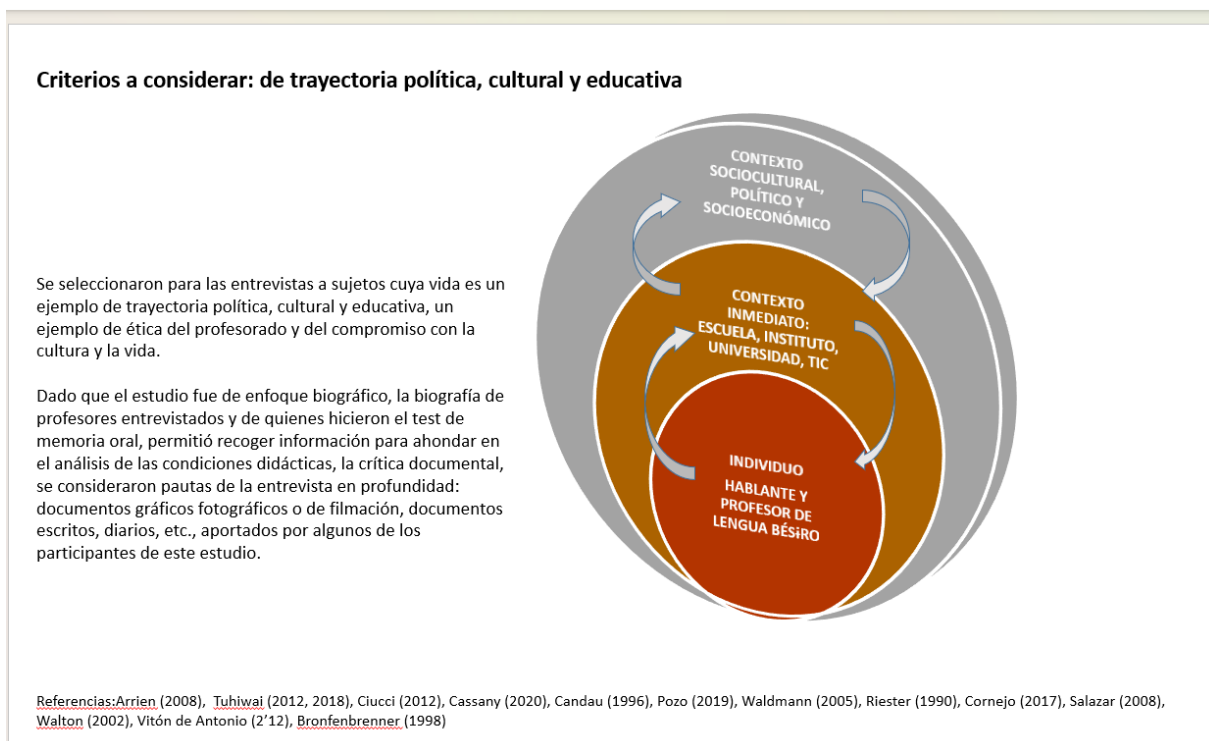 Criterios a considerar: de trayectoria política, cultural y educativa
CONTEXTO
SOCIOCULTURAL,
POLÍTICO Y
SOCIOECONÓMICO
CONTEXTO
INMEDIATO:
ESCUELA, INSTITUTO,
UNIVERSIDAD, TIC
INDIVIDUO
HABLANTE Y
PROFESOR DE
LENGUA BÉSɨRO
Se seleccionaron para las entrevistas a sujetos cuya vida es un
ejemplo de trayectoria política, cultural y educativa, un
ejemplo de ética del profesorado y del compromiso con la
cultura y la vida.
Dado que el estudio fue de enfoque biográfico, la biografía de
profesores entrevistados y de quienes hicieron el test de
memoria oral, permitió recoger información para ahondar en
el análisis de las condiciones didácticas, la crítica documental,
se consideraron pautas de la entrevista en profundidad:
documentos gráficos fotográficos o de filmación, documentos
escritos, diarios, etc., aportados por algunos de los
participantes de este estudio.
Referencias:Arrien (2008), Tuhiwai (2012, 2018), Ciucci (2012), Cassany (2020), Candau (1996), Pozo (2019), Waldmann (2005), Riester (1990), Cornejo (2017), Salazar (2008),
Walton (2002), Vitón de Antonio (2’12), Bronfenbrenner (1998)